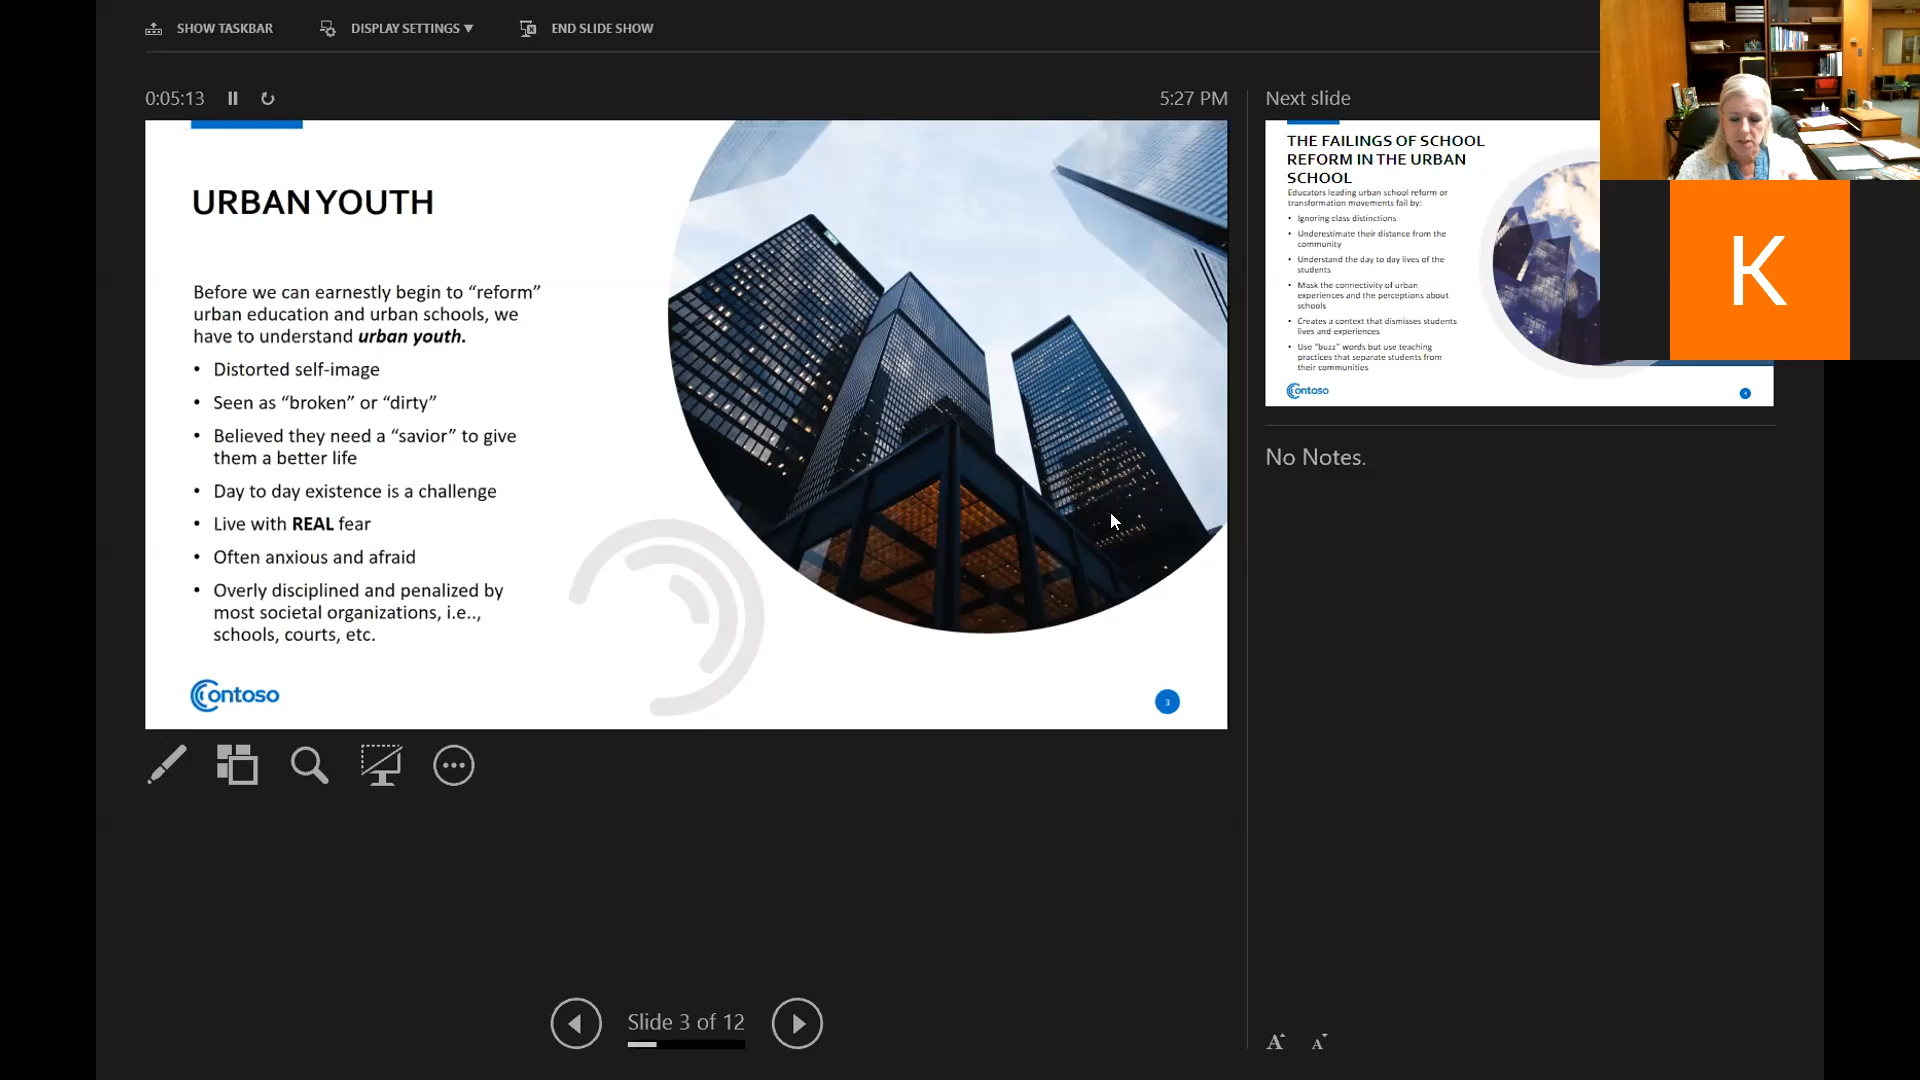 SHOW TASKBAR
DISPLAY SETTINGS ▼
END SLIDE SHOW
0:05:13
5:27 PM
Next slide
URBAN YOUTH
Before we can earnestly begin to “reform”
urban education and urban schools, we
have to understand urban youth.
• Distorted self-image
• Seen as “broken” or “dirty”
• Believed they need a “savior” to give
them a better life
• Day to day existence is a challenge
• Live with REAL fear
• Often anxious and afraid
• Overly disciplined and penalized by
most societal organizations, i.e..,
schools, courts, etc.
Contoso
3
THE FAILINGS OF SCHOOL
REFORM IN THE URBAN
SCHOOL
Educators leading urban school reform or
transformation movements fail by:
• Ignoring class distinctions
• Underestimate their distance from the
community
• Understand the day to day lives of the
students
• Mask the connectivity of urban
experiences and the perceptions about
schools
• Creates a context that dismisses students
lives and experiences
• Use “buzz” words but use teaching
practices that separate students from
their communities
Contoso
K
No Notes.
Slide 3 of 12
A
A